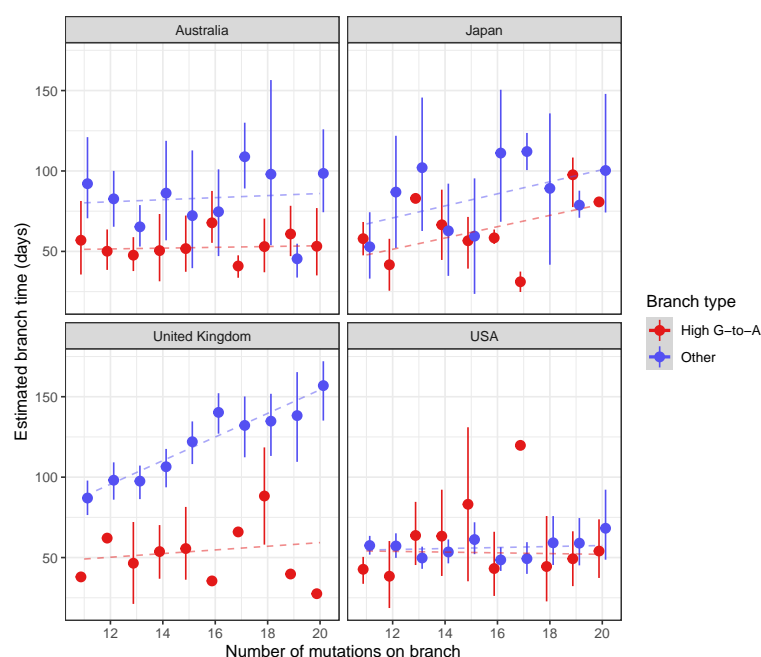 Australia
Japan
150
100
50
United Kingdom
USA
150
100
50
12 14 16 18 20
12 14 16 18 20
Number of mutations on branch
Estimated branch time (days)
Branch type
High G−to−A
Other